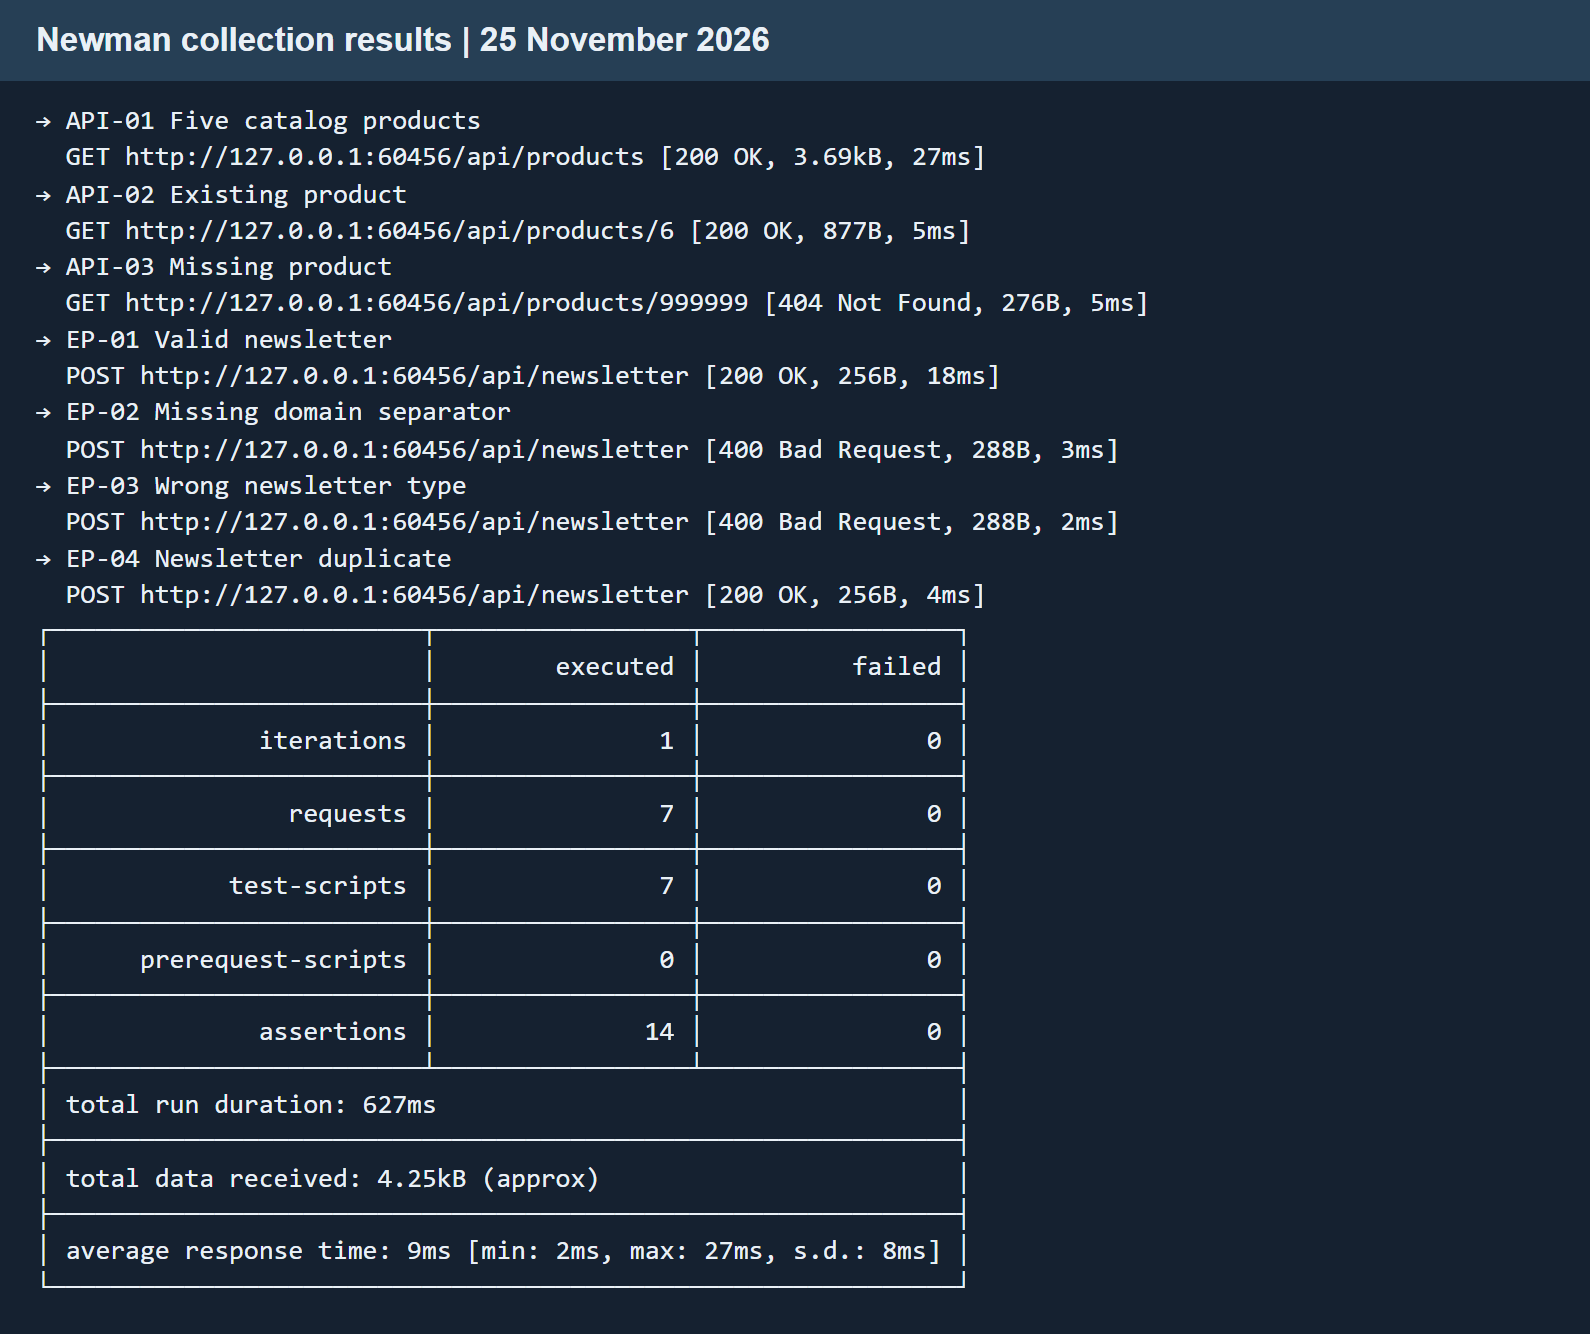 Newman collection results | 25 November 2026
→ API-01 Five catalog products
GET http://127.0.0.1:60456/api/products [200 OK, 3.69kB, 27ms]
→ API-02 Existing product
GET http://127.0.0.1:60456/api/products/6 [200 OK, 877B, 5ms]
→ API-03 Missing product
GET http://127.0.0.1:60456/api/products/999999 [404 Not Found, 276B, 5ms]
→ EP-01 Valid newsletter
POST http://127.0.0.1:60456/api/newsletter [200 OK, 256B, 18ms]
→ EP-02 Missing domain separator
POST http://127.0.0.1:60456/api/newsletter [400 Bad Request, 288B, 3ms]
→ EP-03 Wrong newsletter type
POST http://127.0.0.1:60456/api/newsletter [400 Bad Request, 288B, 2ms]
→ EP-04 Newsletter duplicate
POST http://127.0.0.1:60456/api/newsletter [200 OK, 256B, 4ms]
executed failed
iterations 1 0
requests 7 0
test-scripts 7 0
prerequest-scripts 0 0
assertions 14 0
total run duration: 627ms
total data received: 4.25kB (approx)
average response time: 9ms [min: 2ms, max: 27ms, s.d.: 8ms]